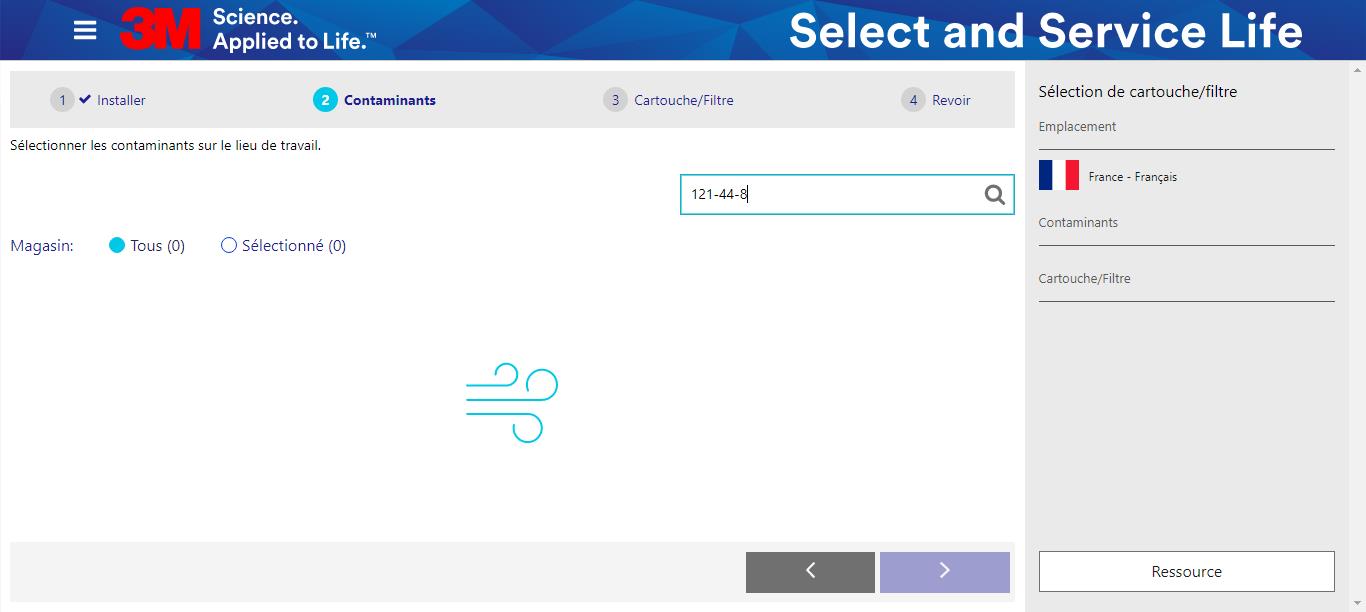 3M Science.
Applied to Life.™
Select and Service Life
1 Installer
2 Contaminants
3 Cartouche/Filtre
4 Revoir
Sélectionner les contaminants sur le lieu de travail.
121-44-8
Magasin: Tous (0) Sélectionné (0)
Sélection de cartouche/filtre
Emplacement
France - Français
Contaminants
Cartouche/Filtre
Ressource